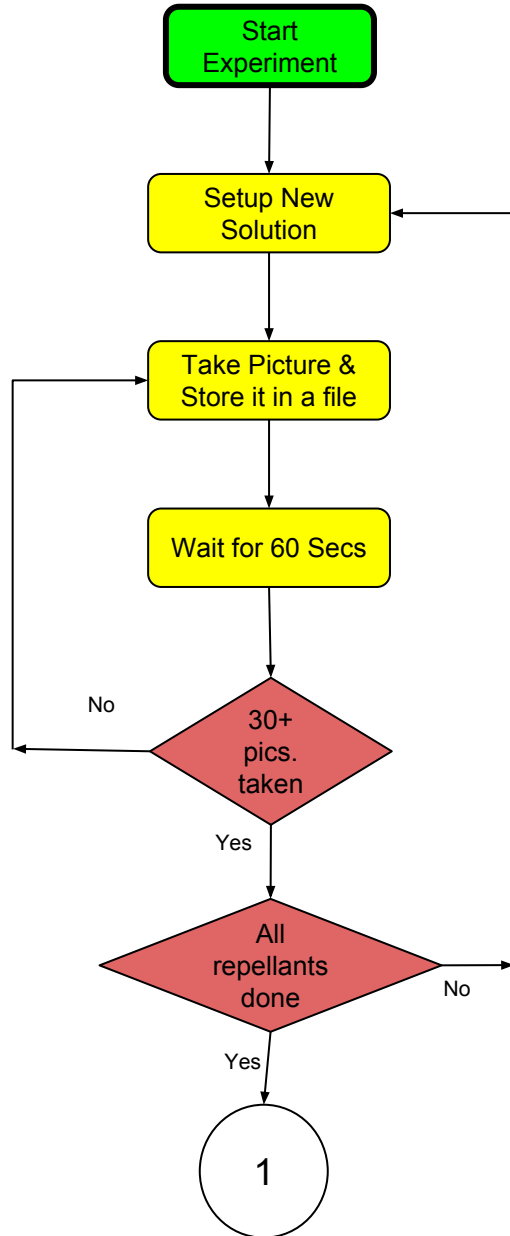 Start
Experiment
Setup New
Solution
Take Picture &
Store it in a file
Wait for 60 Secs
No
30+
pics.
taken
Yes
All
repellants
done
No
Yes
1